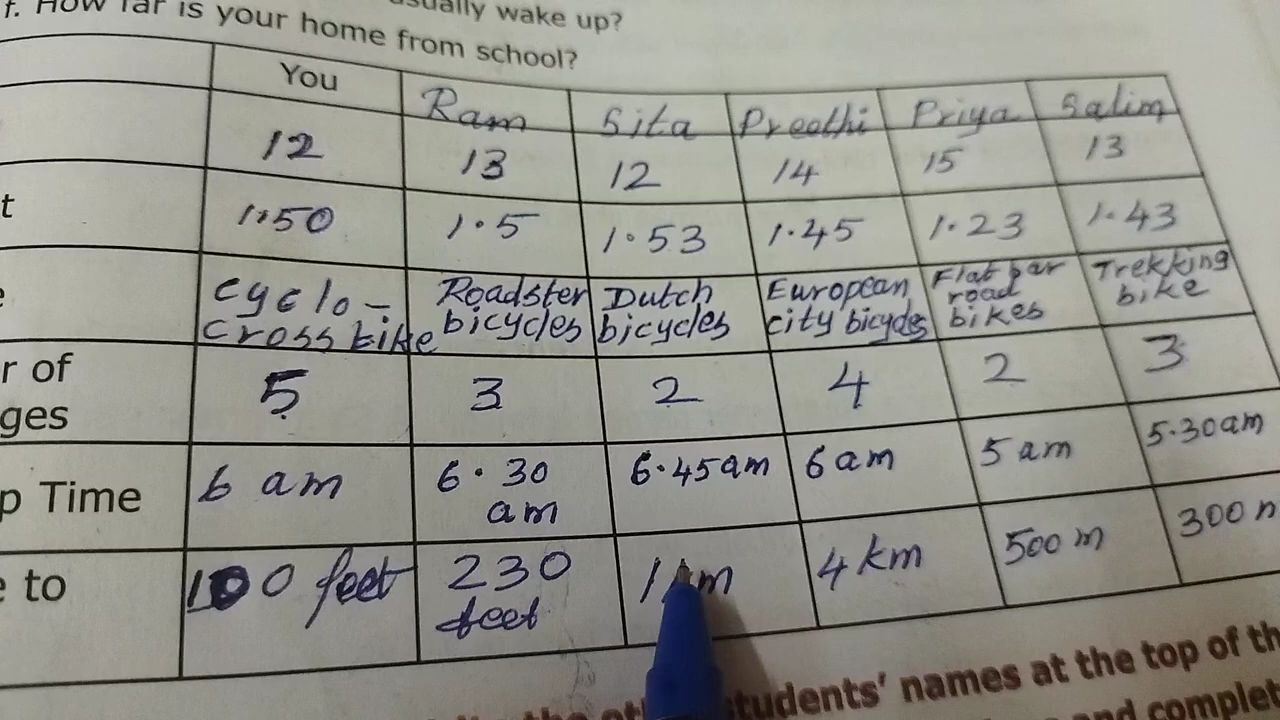 f. How far is your home from school?
usually wake up?
You Ram Sita Preethi Priya Salim
12 13 12 14 15 13
t 1.50 1.5 1.53 1.45 1.23 1.43
cyclo- Roadster Dutch European Flat bar Trekking
cross bike bicycles bicycles city bicycles road bike
bikes
r of
ges 5 3 2 4 2 3
p Time 6 am 6.30 6.45am 6am 5 am 5.30am
am
e to 100 feet 230 4 km 500 m 300
feet
students' names at the top of
and